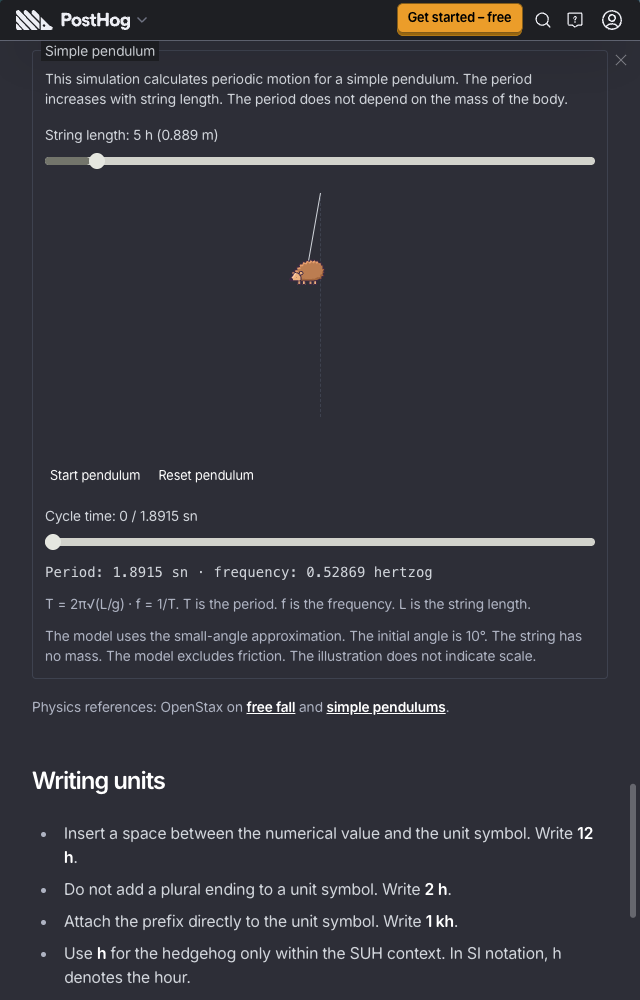 PostHog
Get started – free
Simple pendulum
This simulation calculates periodic motion for a simple pendulum. The period
increases with string length. The period does not depend on the mass of the body.
String length: 5 h (0.889 m)
Start pendulum Reset pendulum
Cycle time: 0 / 1.8915 sn
Period: 1.8915 sn · frequency: 0.52869 hertzog
T = 2π√(L/g) · f = 1/T. T is the period. f is the frequency. L is the string length.
The model uses the small-angle approximation. The initial angle is 10°. The string has
no mass. The model excludes friction. The illustration does not indicate scale.
Physics references: OpenStax on free fall and simple pendulums.
Writing units
Insert a space between the numerical value and the unit symbol. Write 12
h.
Do not add a plural ending to a unit symbol. Write 2 h.
Attach the prefix directly to the unit symbol. Write 1 kh.
Use h for the hedgehog only within the SUH context. In SI notation, h
denotes the hour.